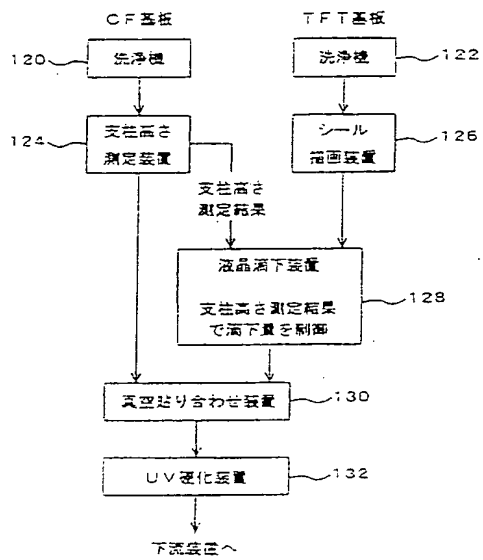 CF基板
TFT基板
120
洗浄機
洗浄機
122
124
支柱高さ
測定装置
シール
描画装置
126
支柱高さ
測定結果
液晶滴下装置
支柱高さ測定結果
で滴下量を制御
128
真空貼り合わせ装置
130
UV硬化装置
132
下流装置へ